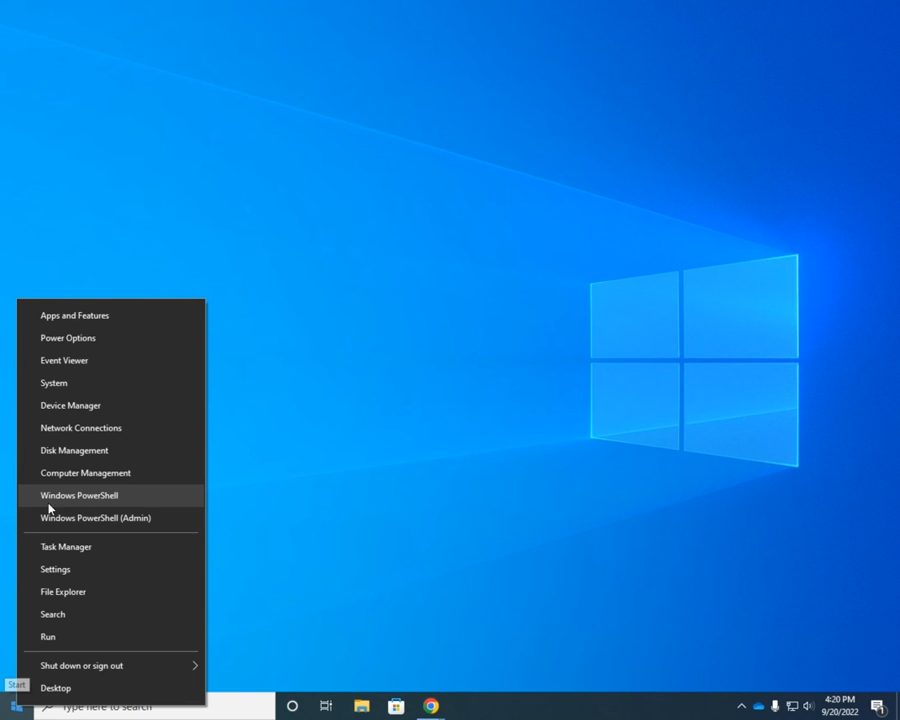 Apps and Features
Power Options
Event Viewer
System
Device Manager
Network Connections
Disk Management
Computer Management
Windows PowerShell
Windows PowerShell (Admin)
Task Manager
Settings
File Explorer
Search
Run
Shut down or sign out
Desktop
Start
Type here to search
4:20 PM
9/20/2022
1